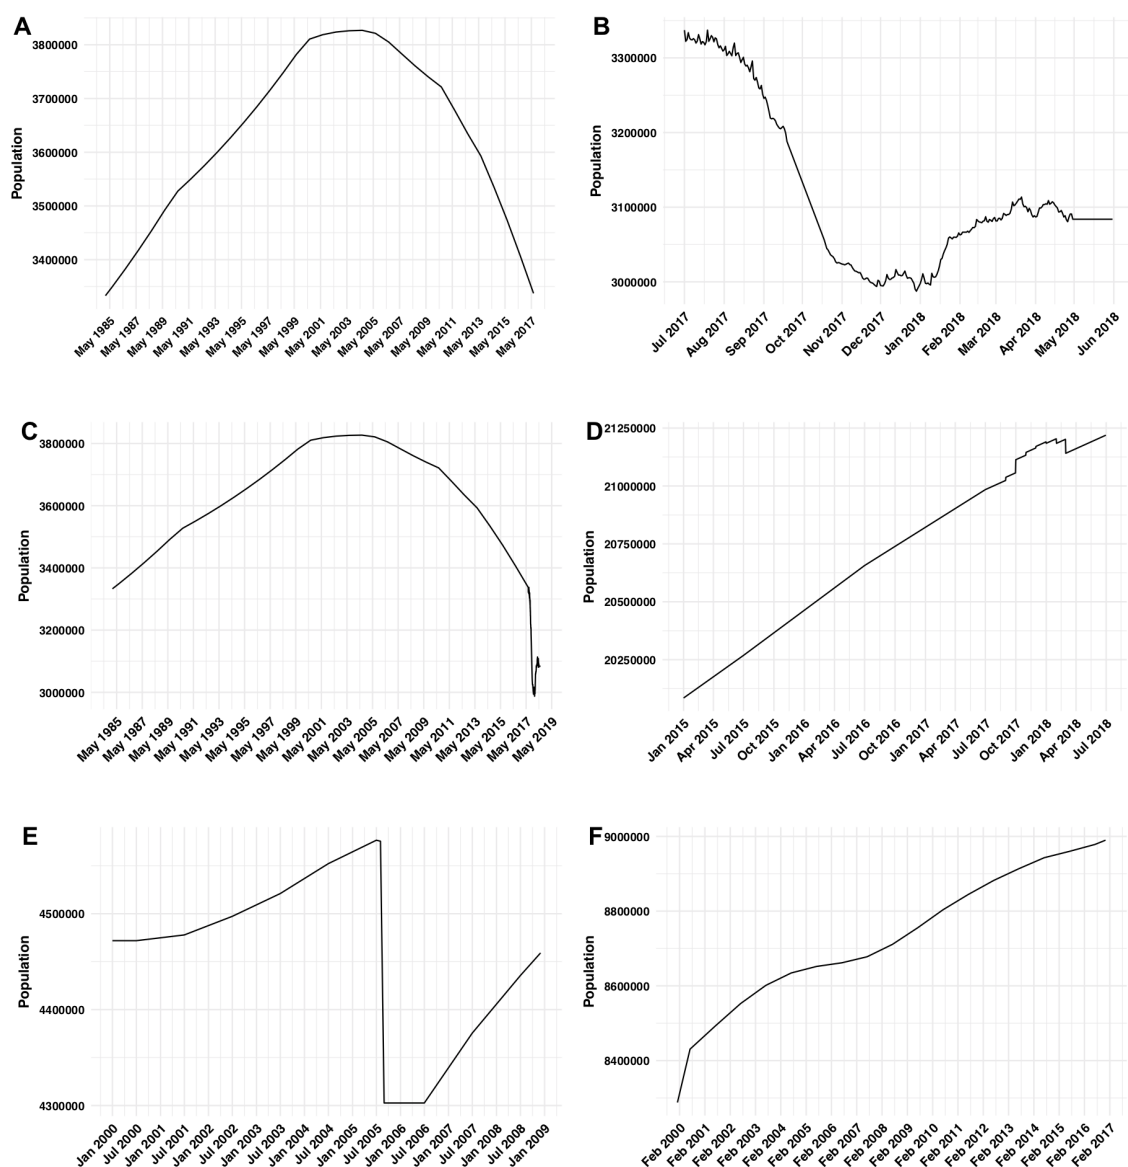 A
Population
3800000
3700000
3600000
3500000
3400000
May 1985
May 1987
May 1989
May 1991
May 1993
May 1995
May 1997
May 1999
May 2001
May 2003
May 2005
May 2007
May 2009
May 2011
May 2013
May 2015
May 2017
B
Population
3300000
3200000
3100000
3000000
Jul 2017
Aug 2017
Sep 2017
Oct 2017
Nov 2017
Dec 2017
Jan 2018
Feb 2018
Mar 2018
Apr 2018
May 2018
Jun 2018
C
Population
3800000
3600000
3400000
3200000
3000000
May 1985
May 1987
May 1989
May 1991
May 1993
May 1995
May 1997
May 1999
May 2001
May 2003
May 2005
May 2007
May 2009
May 2011
May 2013
May 2015
May 2017
May 2019
D
Population
21250000
21000000
20750000
20500000
20250000
Jan 2015
Apr 2015
Jul 2015
Oct 2015
Jan 2016
Apr 2016
Jul 2016
Oct 2016
Jan 2017
Apr 2017
Jul 2017
Oct 2017
Jan 2018
Apr 2018
Jul 2018
E
Population
4500000
4400000
4300000
Jan 2000
Jul 2000
Jan 2001
Jul 2001
Jan 2002
Jul 2002
Jan 2003
Jul 2003
Jan 2004
Jul 2004
Jan 2005
Jul 2005
Jan 2006
Jul 2006
Jan 2007
Jul 2007
Jan 2008
Jul 2008
Jan 2009
F
Population
9000000
8800000
8600000
8400000
Feb 2000
Feb 2001
Feb 2002
Feb 2003
Feb 2004
Feb 2005
Feb 2006
Feb 2007
Feb 2008
Feb 2009
Feb 2010
Feb 2011
Feb 2012
Feb 2013
Feb 2014
Feb 2015
Feb 2016
Feb 2017